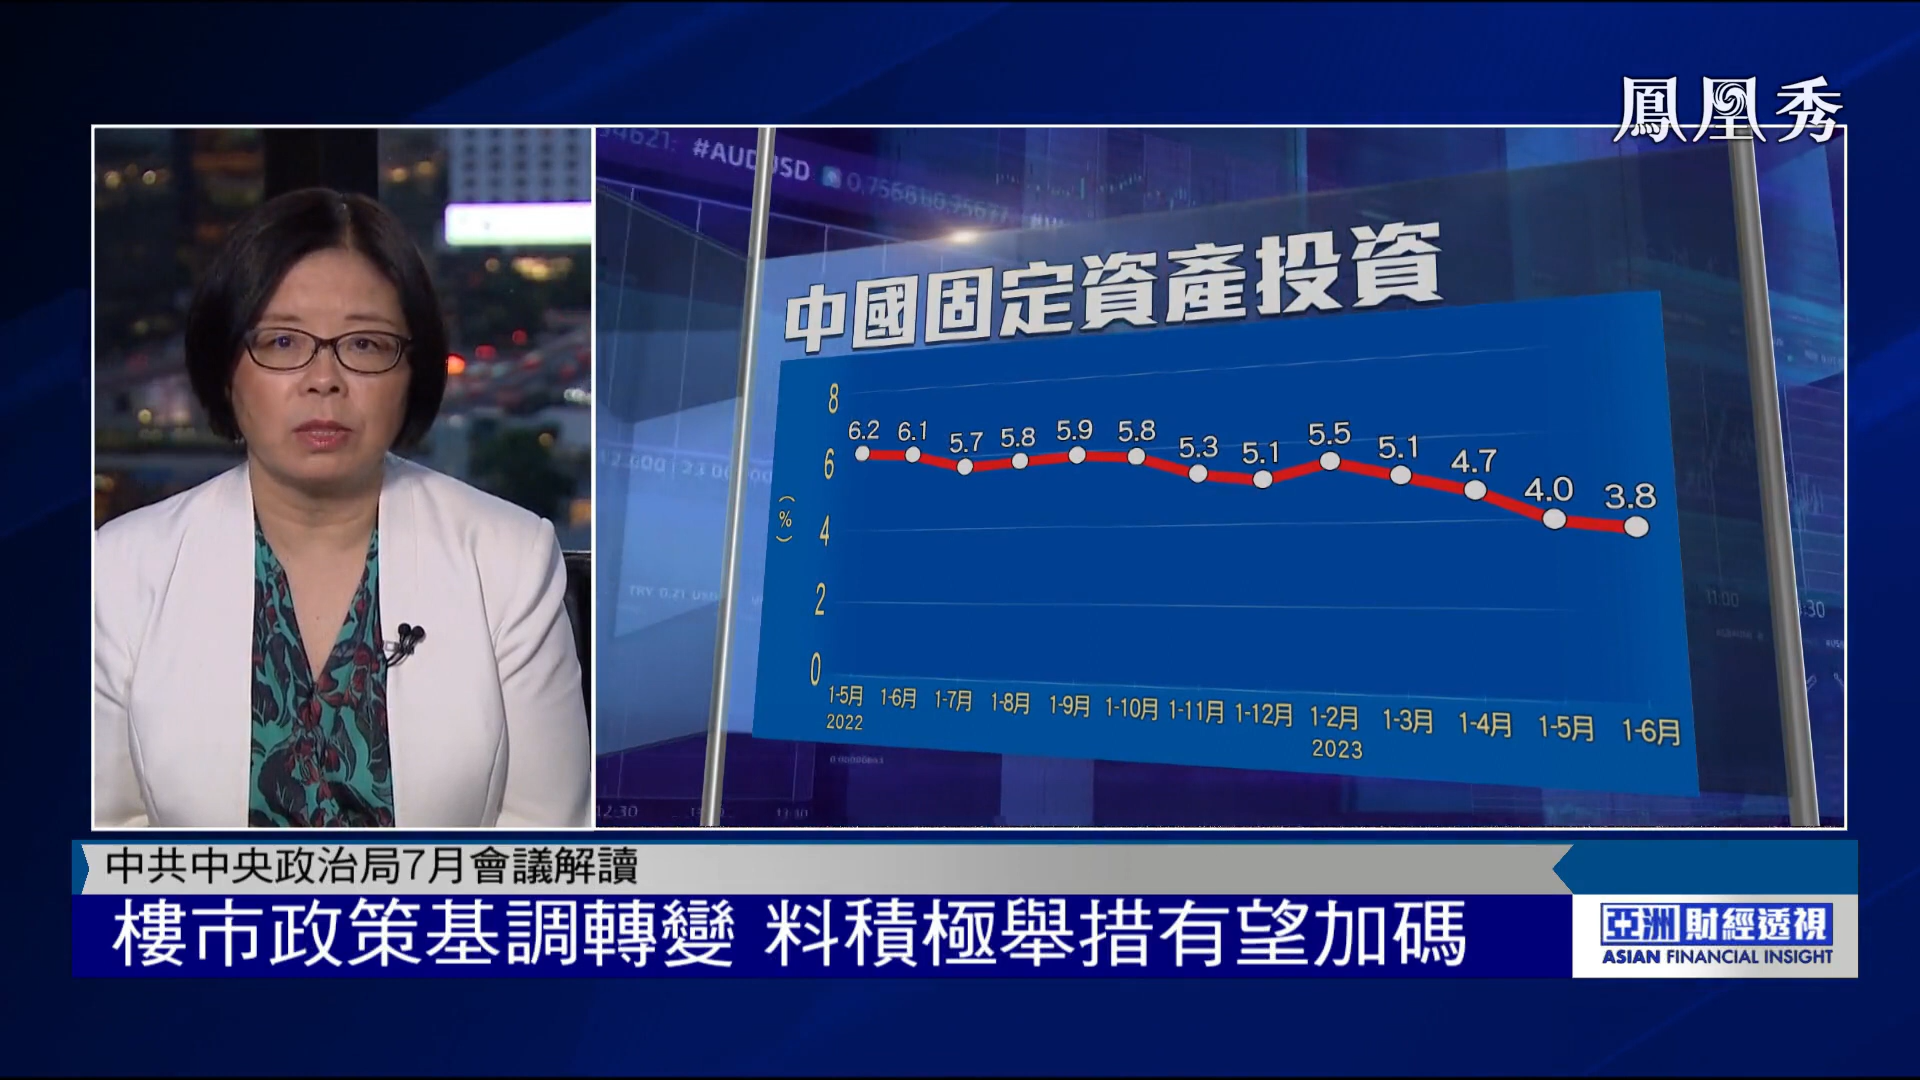 鳳凰秀
#AUDUSD
中國固定資產投資
8
6
(%)
4
2
0
6.2 6.1 5.7 5.8 5.9 5.8 5.3 5.1 5.5 5.1 4.7 4.0 3.8
1-5月 1-6月 1-7月 1-8月 1-9月 1-10月 1-11月 1-12月 1-2月 1-3月 1-4月 1-5月 1-6月
2022 2023
中共中央政治局7月會議解讀
樓市政策基調轉變 料積極舉措有望加碼
亞洲財經透視
ASIAN FINANCIAL INSIGHT